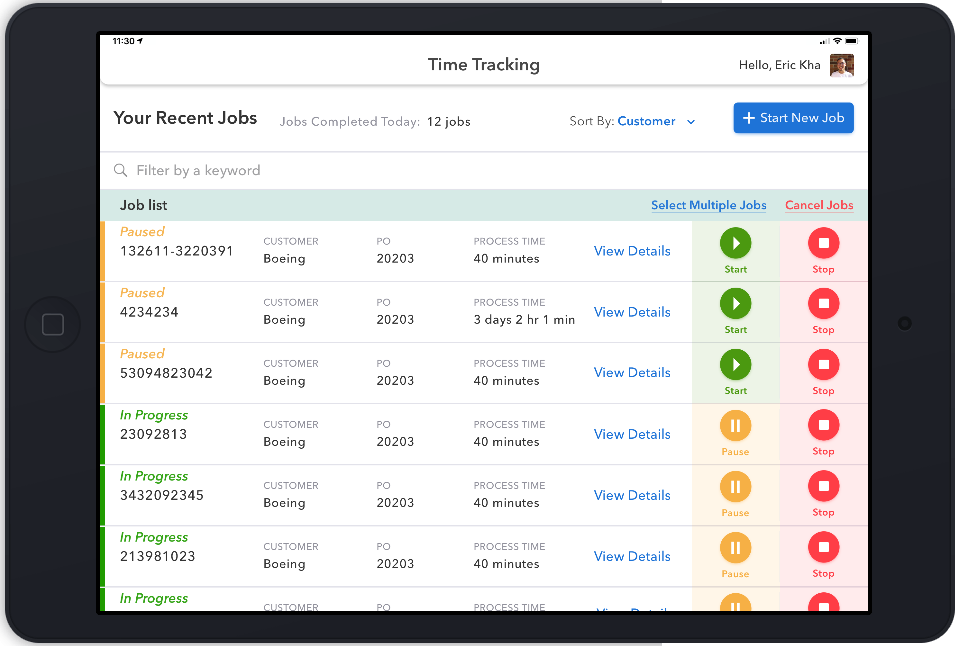 11:30
Time Tracking
Hello, Eric Kha
Your Recent Jobs
Jobs Completed Today: 12 jobs
Sort By: Customer
+ Start New Job
Filter by a keyword
Job list
Select Multiple Jobs
Cancel Jobs
Paused
132611-3220391
CUSTOMER
Boeing
PO
20203
PROCESS TIME
40 minutes
View Details
Start
Stop
Paused
4234234
CUSTOMER
Boeing
PO
20203
PROCESS TIME
3 days 2 hr 1 min
View Details
Start
Stop
Paused
53094823042
CUSTOMER
Boeing
PO
20203
PROCESS TIME
40 minutes
View Details
Start
Stop
In Progress
23092813
CUSTOMER
Boeing
PO
20203
PROCESS TIME
40 minutes
View Details
Pause
Stop
In Progress
3432092345
CUSTOMER
Boeing
PO
20203
PROCESS TIME
40 minutes
View Details
Pause
Stop
In Progress
213981023
CUSTOMER
Boeing
PO
20203
PROCESS TIME
40 minutes
View Details
Pause
Stop
In Progress
CUSTOMER
PO
PROCESS TIME
View Details